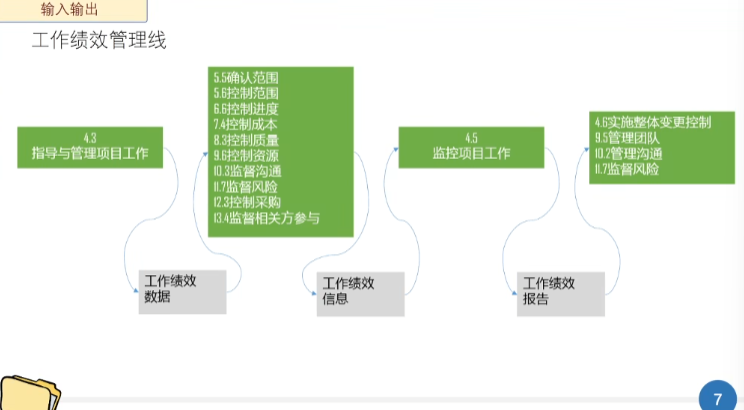 输入输出
工作绩效管理线
4.3
指导与管理项目工作
5.5确认范围
5.6控制范围
6.6控制进度
7.4控制成本
8.3控制质量
9.6控制资源
10.3监督沟通
11.7监督风险
12.3控制采购
13.4监督相关方参与
4.5
监控项目工作
4.6实施整体变更控制
9.5管理团队
10.2管理沟通
11.7监督风险
工作绩效
数据
工作绩效
信息
工作绩效
报告
7